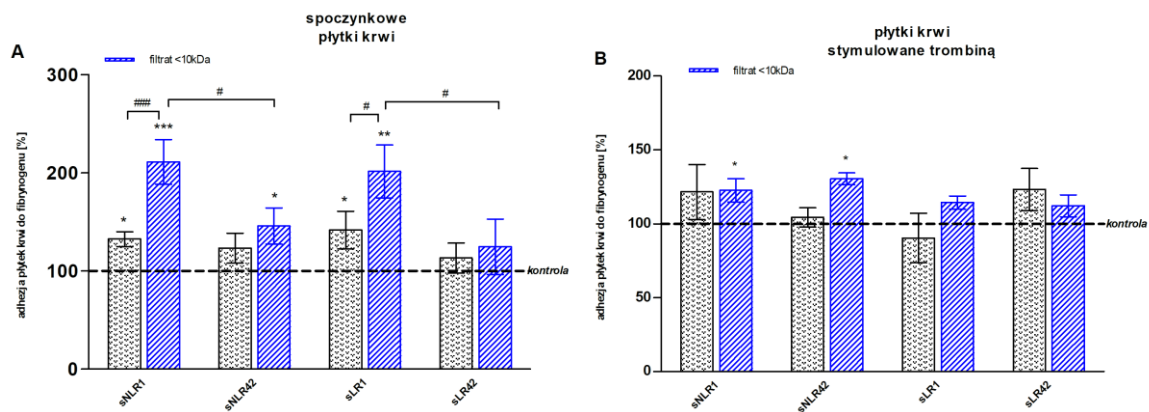 spoczynkowe
płytki krwi
A
filtrat <10kDa
adhezja płytek krwi do fibrynogenu [%]
300
200
100
0
###
***
#
*
*
#
*
**
#
kontrola
sNLR1
sNLR42
sLR1
sLR42
płytki krwi
stymulowane trombiną
B
filtrat <10kDa
adhezja płytek krwi do fibrynogenu [%]
200
150
100
50
0
*
*
kontrola
sNLR1
sNLR42
sLR1
sLR42